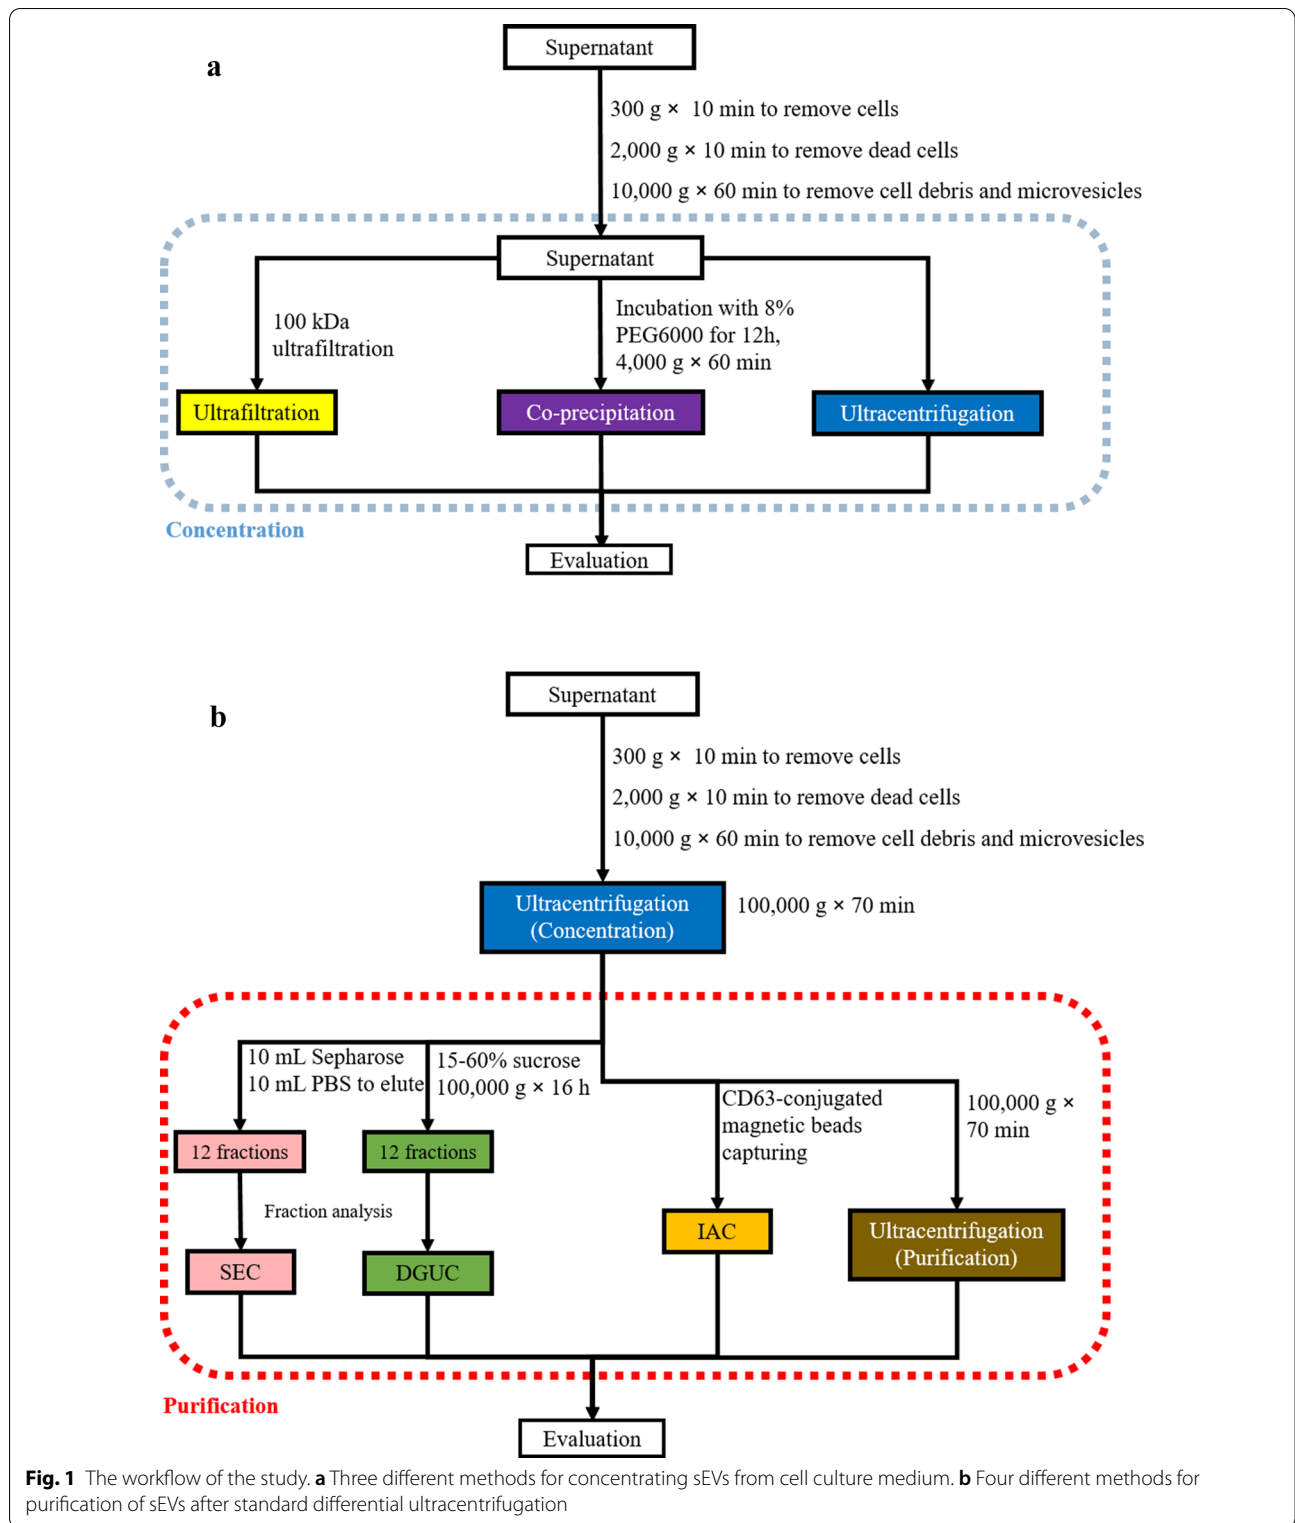 a
Supernatant
300 g × 10 min to remove cells
2,000 g × 10 min to remove dead cells
10,000 g × 60 min to remove cell debris and microvesicles
Supernatant
100 kDa
ultrafiltration
Incubation with 8%
PEG6000 for 12h,
4,000 g × 60 min
Ultrafiltration
Co-precipitation
Ultracentrifugation
Concentration
Evaluation
b
Supernatant
300 g × 10 min to remove cells
2,000 g × 10 min to remove dead cells
10,000 g × 60 min to remove cell debris and microvesicles
Ultracentrifugation
(Concentration)
100,000 g × 70 min
10 mL Sepharose
10 mL PBS to elute
15-60% sucrose
100,000 g × 16 h
CD63-conjugated
magnetic beads
capturing
100,000 g ×
70 min
12 fractions
12 fractions
Fraction analysis
SEC
DGUC
IAC
Ultracentrifugation
(Purification)
Purification
Evaluation
Fig. 1 The workflow of the study. a Three different methods for concentrating sEVs from cell culture medium. b Four different methods for
purification of sEVs after standard differential ultracentrifugation